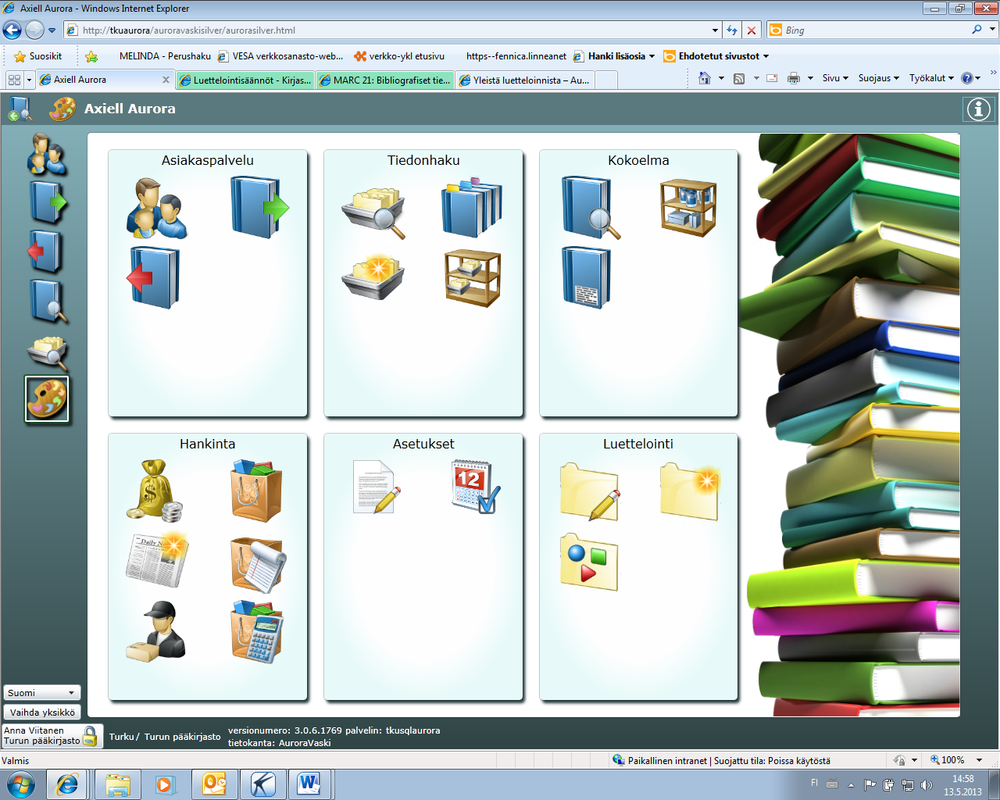 Axiell Aurora - Windows Internet Explorer
http://tkuaurora/auroravaskisilver/aurorasilver.html
Bing
Suosikit
MELINDA - Perushaku
VESA verkkosanasto-web...
verkko-ykl etusivu
https--fennica.linneanet
Hanki lisäosia
Ehdotetut sivustot
Axiell Aurora
Luettelointisäännöt - Kirjas...
MARC 21: Bibliografiset tie...
Yleistä luetteloinnista – Au...
Sivu
Suojaus
Työkalut
Axiell Aurora
Asiakaspalvelu
Tiedonhaku
Kokoelma
Hankinta
Asetukset
Luettelointi
$
12
Daily N
Suomi
Vaihda yksikkö
Anna Viitanen
Turun pääkirjasto
Turku / Turun pääkirjasto
versionumero: 3.0.6.1769 palvelin: tkusqlaurora
tietokanta: AuroraVaski
Valmis
Paikallinen intranet | Suojattu tila: Poissa käytöstä
100%
FI
14:58
13.5.2013